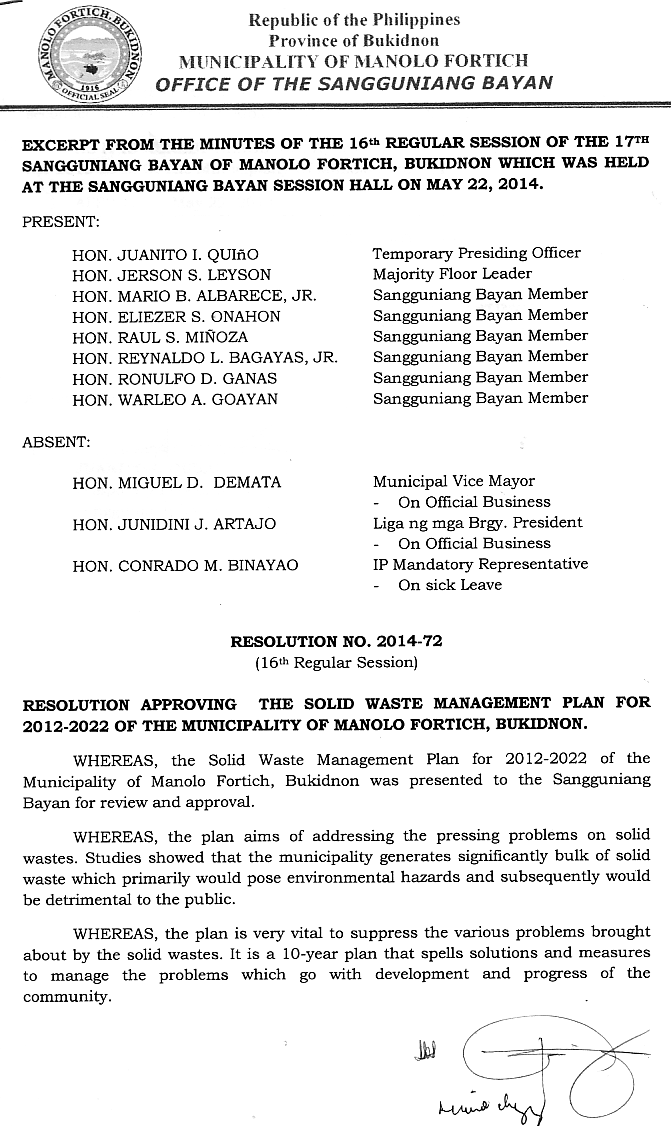 MANOLO FORTICH, BUKIDNON
1916
OFFICIAL SEAL
Republic of the Philippines
Province of Bukidnon
MUNICIPALITY OF MANOLO FORTICH
OFFICE OF THE SANGGUNIANG BAYAN
EXCERPT FROM THE MINUTES OF THE 16th REGULAR SESSION OF THE 17TH
SANGGUNIANG BAYAN OF MANOLO FORTICH, BUKIDNON WHICH WAS HELD
AT THE SANGGUNIANG BAYAN SESSION HALL ON MAY 22, 2014.
PRESENT:
HON. JUANITO I. QUIñO Temporary Presiding Officer
HON. JERSON S. LEYSON Majority Floor Leader
HON. MARIO B. ALBARECE, JR. Sangguniang Bayan Member
HON. ELIEZER S. ONAHON Sangguniang Bayan Member
HON. RAUL S. MIÑOZA Sangguniang Bayan Member
HON. REYNALDO L. BAGAYAS, JR. Sangguniang Bayan Member
HON. RONULFO D. GANAS Sangguniang Bayan Member
HON. WARLEO A. GOAYAN Sangguniang Bayan Member
ABSENT:
HON. MIGUEL D. DEMATA Municipal Vice Mayor
- On Official Business
HON. JUNIDINI J. ARTAJO Liga ng mga Brgy. President
- On Official Business
HON. CONRADO M. BINAYAO IP Mandatory Representative
- On sick Leave
RESOLUTION NO. 2014-72
(16th Regular Session)
RESOLUTION APPROVING THE SOLID WASTE MANAGEMENT PLAN FOR
2012-2022 OF THE MUNICIPALITY OF MANOLO FORTICH, BUKIDNON.
WHEREAS, the Solid Waste Management Plan for 2012-2022 of the
Municipality of Manolo Fortich, Bukidnon was presented to the Sangguniang
Bayan for review and approval.
WHEREAS, the plan aims of addressing the pressing problems on solid
wastes. Studies showed that the municipality generates significantly bulk of solid
waste which primarily would pose environmental hazards and subsequently would
be detrimental to the public.
WHEREAS, the plan is very vital to suppress the various problems brought
about by the solid wastes. It is a 10-year plan that spells solutions and measures
to manage the problems which go with development and progress of the
community.